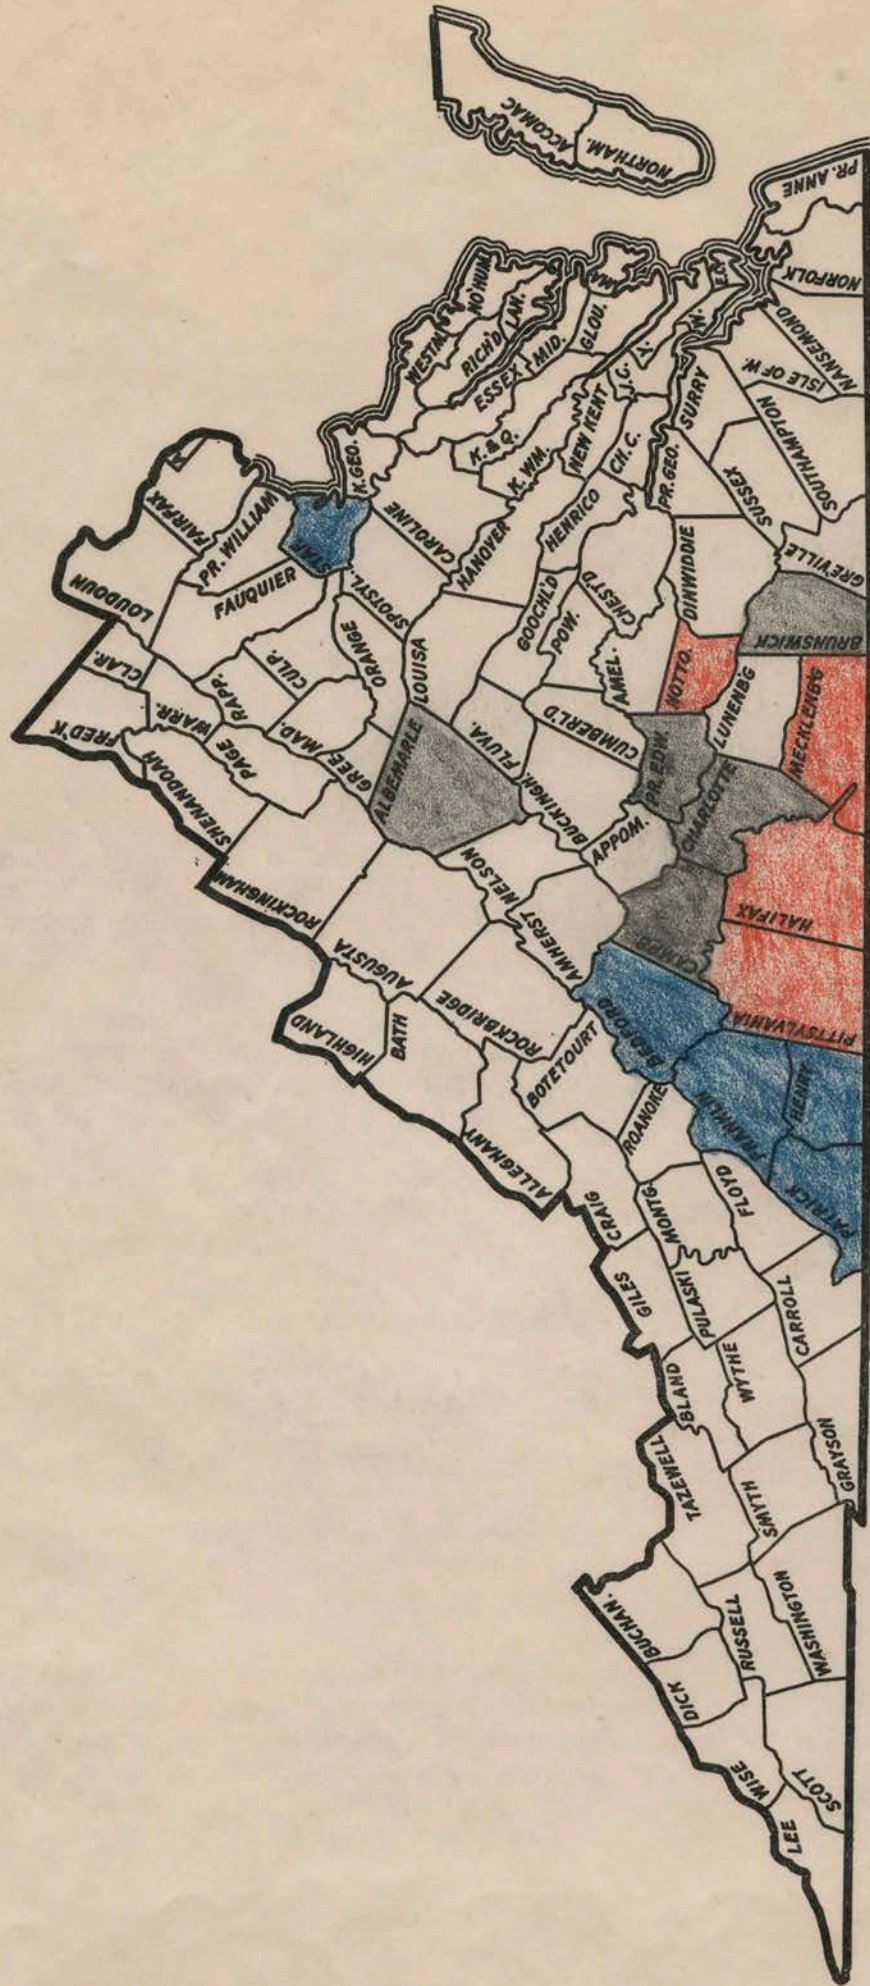 ACCOMAC
NORTHAM.
PR. ANNE
NORFOLK
NANSEMOND
ISLE OF W.
SOUTHAMPTON
SURRY
SUSSEX
PR. GEO.
GREVILLE
DINWIDDIE
BRUNSWICK
NO'HUM.
LAN.
WESTM.
RICH'D
ESSEX
MID.
GLOU.
MA.
E.C.
W.
Y.
J.C.
K. & Q.
K. WM.
NEW KENT
CH. C.
K. GEO.
CAROLINE
HANOVER
HENRICO
CHEST'D
STAF.
SPOTSYL.
LOUISA
GOOCHL'D
POW.
AMEL.
NOTTO.
LUNENB'G
MECKLENB'G
FAIRFAX
PR. WILLIAM
LOUDOUN
FAUQUIER
CULP.
ORANGE
CLAR.
FRED'K
WARR.
RAPP.
MAD.
GREE.
PAGE
SHENANDOAH
ROCKINGHAM
ALBEMARLE
FLUVA.
CUMBERL'D
BUCKINGH.
PR. EDW.
CHARLOTTE
APPOM.
NELSON
AMHERST
CAMPB
HALIFAX
PITTSYLVANIA
AUGUSTA
HIGHLAND
BATH
ROCKBRIDGE
ALLEGHANY
BOTETOURT
BEDFORD
ROANOKE
FRANKLIN
HENRY
PATRICK
CRAIG
MONTG.
FLOYD
GILES
PULASKI
CARROLL
BLAND
WYTHE
GRAYSON
TAZEWELL
SMYTH
BUCHAN.
RUSSELL
WASHINGTON
DICK
WISE
SCOTT
LEE